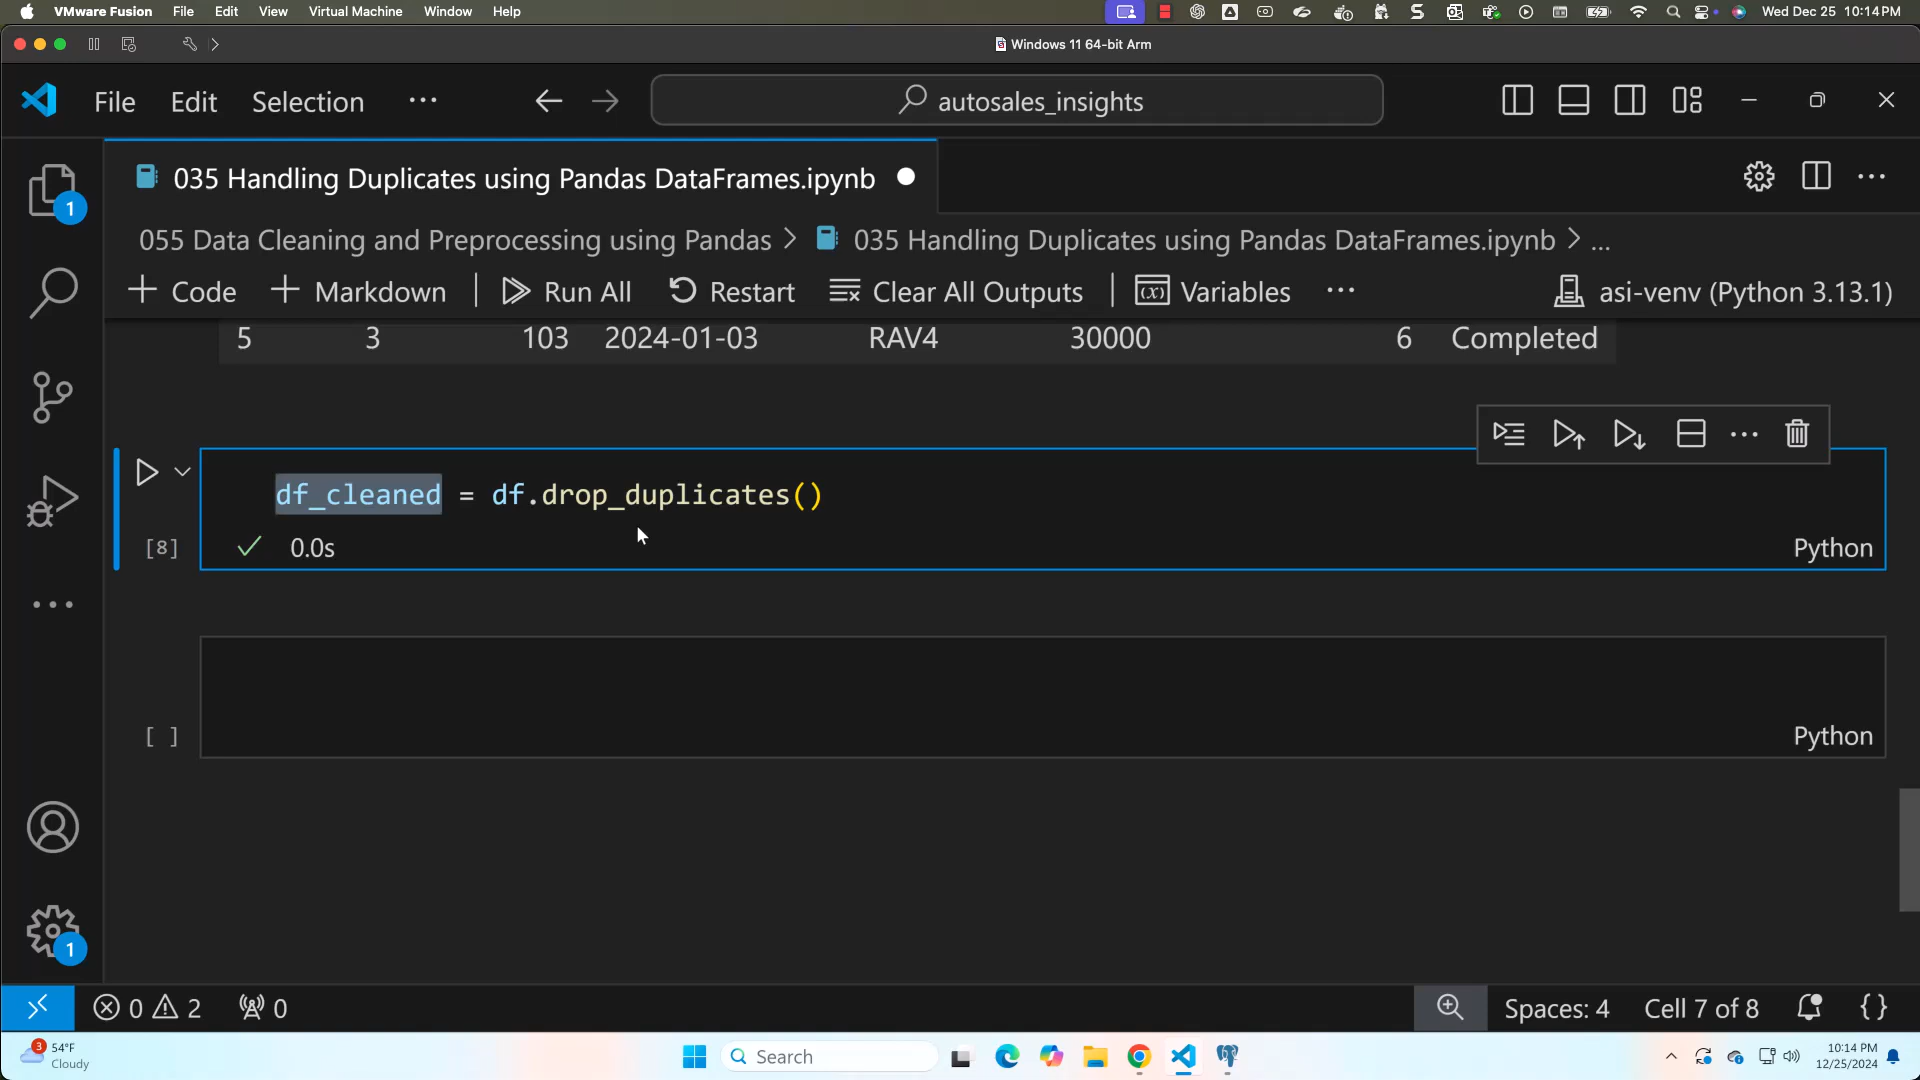 VMware Fusion File Edit View Virtual Machine Window Help Wed Dec 25 10:14 PM
Windows 11 64-bit Arm
File Edit Selection ··· autosales_insights
035 Handling Duplicates using Pandas DataFrames.ipynb
055 Data Cleaning and Preprocessing using Pandas > 035 Handling Duplicates using Pandas DataFrames.ipynb > ...
+ Code + Markdown Run All Restart Clear All Outputs Variables ··· asi-venv (Python 3.13.1)
5 3 103 2024-01-03 RAV4 30000 6 Completed
df_cleaned = df.drop_duplicates()
[8] 0.0s Python
[ ] Python
1
1
1
0 2 0 Spaces: 4 Cell 7 of 8 {}
3 54°F
Cloudy
Search
10:14 PM
12/25/2024